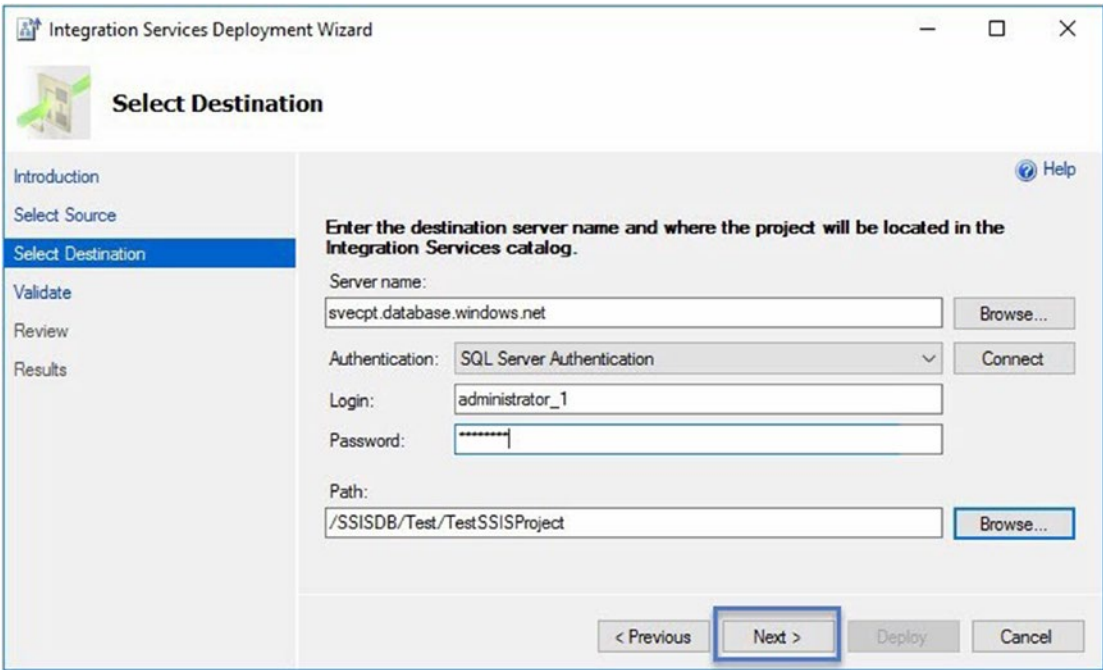 Integration Services Deployment Wizard
Select Destination
Help
Introduction
Select Source
Select Destination
Validate
Review
Results
Enter the destination server name and where the project will be located in the
Integration Services catalog.
Server name:
svecpt.database.windows.net
Browse...
Authentication:
SQL Server Authentication
Connect
Login:
administrator_1
Password:
********
Path:
/SSISDB/Test/TestSSISProject
Browse...
< Previous
Next >
Deploy
Cancel